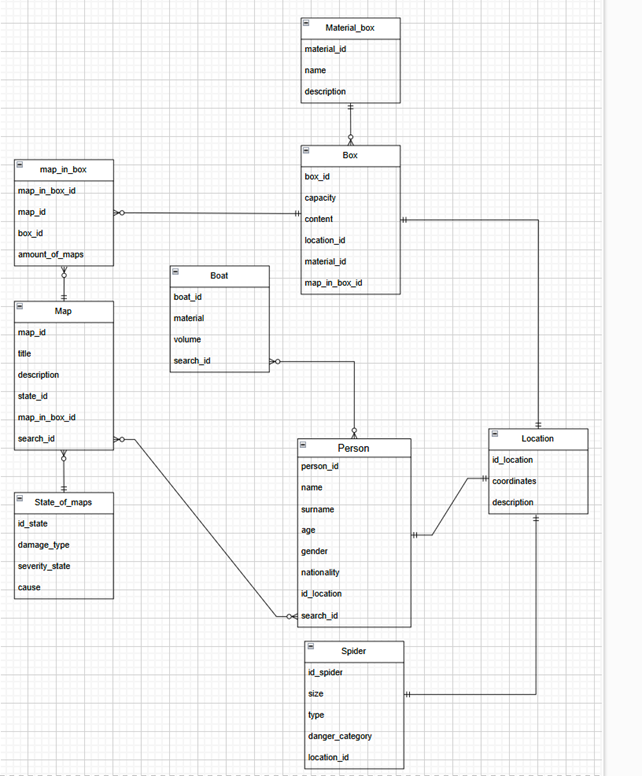 Material_box
material_id
name
description
Box
box_id
capacity
content
location_id
material_id
map_in_box_id
map_in_box
map_in_box_id
map_id
box_id
amount_of_maps
Boat
boat_id
material
volume
search_id
Map
map_id
title
description
state_id
map_in_box_id
search_id
State_of_maps
id_state
damage_type
severity_state
cause
Person
person_id
name
surname
age
gender
nationality
id_location
search_id
Location
id_location
coordinates
description
Spider
id_spider
size
type
danger_category
location_id